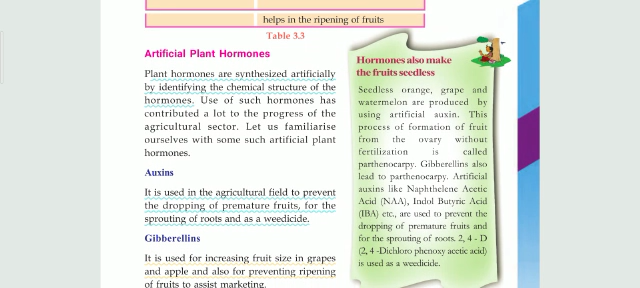 helps in the ripening of fruits
Table 3.3
Artificial Plant Hormones
Plant hormones are synthesized artificially
by identifying the chemical structure of the
hormones. Use of such hormones has
contributed a lot to the progress of the
agricultural sector. Let us familiarise
ourselves with some such artificial plant
hormones.
Auxins
It is used in the agricultural field to prevent
the dropping of premature fruits, for the
sprouting of roots and as a weedicide.
Gibberellins
It is used for increasing fruit size in grapes
and apple and also for preventing ripening
of fruits to assist marketing.
Hormones also make
the fruits seedless
Seedless orange, grape and
watermelon are produced by
using artificial auxin. This
process of formation of fruit
from the ovary without
fertilization is called
parthenocarpy. Gibberellins also
lead to parthenocarpy. Artificial
auxins like Naphthelene Acetic
Acid (NAA), Indol Butyric Acid
(IBA) etc., are used to prevent the
dropping of premature fruits and
for the sprouting of roots. 2, 4 - D
(2, 4 -Dichloro phenoxy acetic acid)
is used as a weedicide.